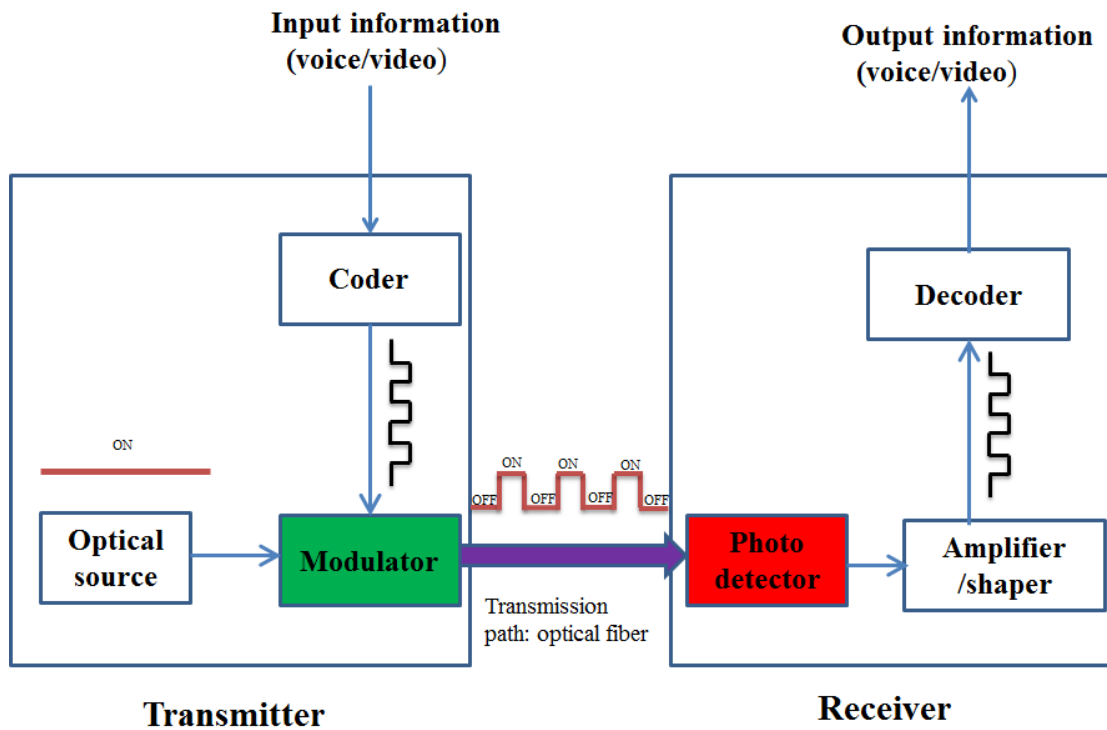 Input information
(voice/video)
Output information
(voice/video)
Coder
Decoder
ON
ON
ON
ON
OFF
OFF
OFF
OFF
Optical
source
Modulator
Photo
detector
Amplifier
/shaper
Transmission
path: optical fiber
Transmitter
Receiver